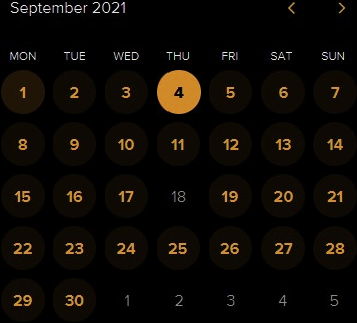 September 2021
MON TUE WED THU FRI SAT SUN
1 2 3 4 5 6 7
8 9 10 11 12 13 14
15 16 17 18 19 20 21
22 23 24 25 26 27 28
29 30 1 2 3 4 5